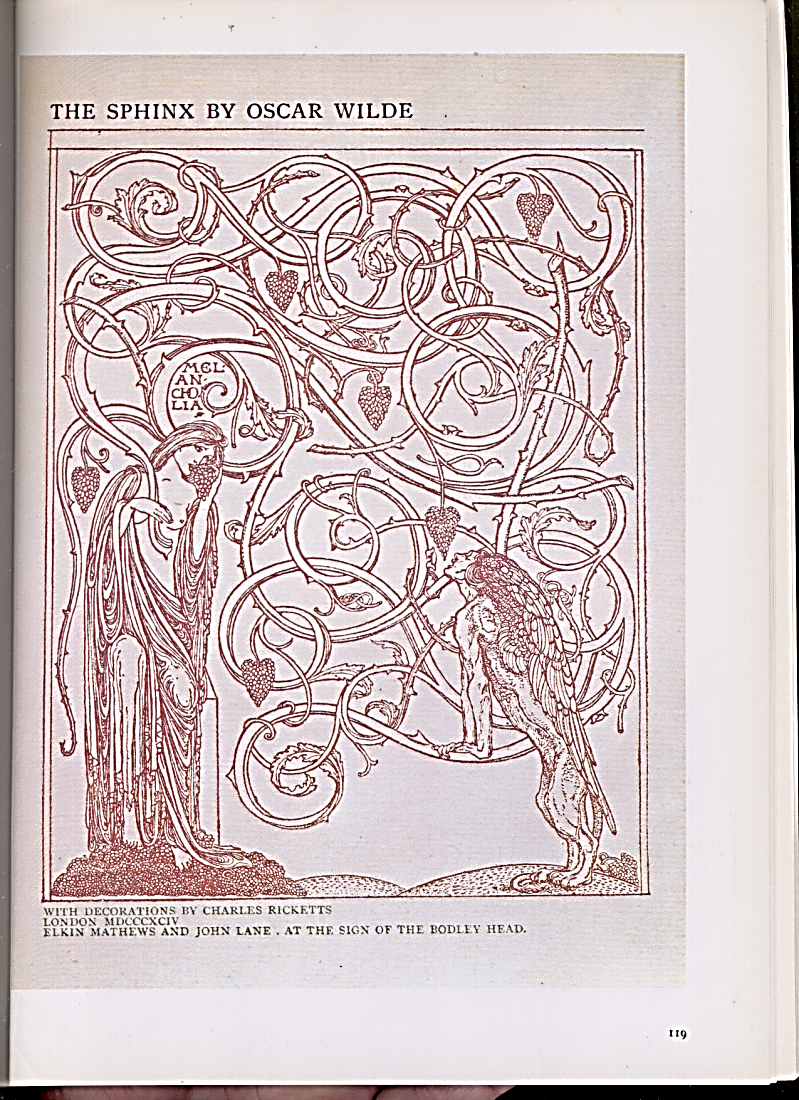 THE SPHINX BY OSCAR WILDE
MEL
AN
CHO
LIA
WITH DECORATIONS BY CHARLES RICKETTS
LONDON MDCCCXCIV
ELKIN MATHEWS AND JOHN LANE . AT THE SIGN OF THE BODLEY HEAD.
119